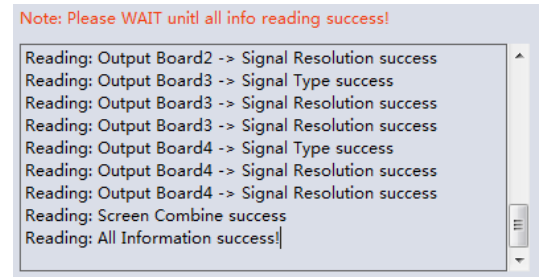 Note: Please WAIT unitl all info reading success!
Reading: Output Board2 -> Signal Resolution success
Reading: Output Board3 -> Signal Type success
Reading: Output Board3 -> Signal Resolution success
Reading: Output Board3 -> Signal Resolution success
Reading: Output Board4 -> Signal Type success
Reading: Output Board4 -> Signal Resolution success
Reading: Output Board4 -> Signal Resolution success
Reading: Screen Combine success
Reading: All Information success!